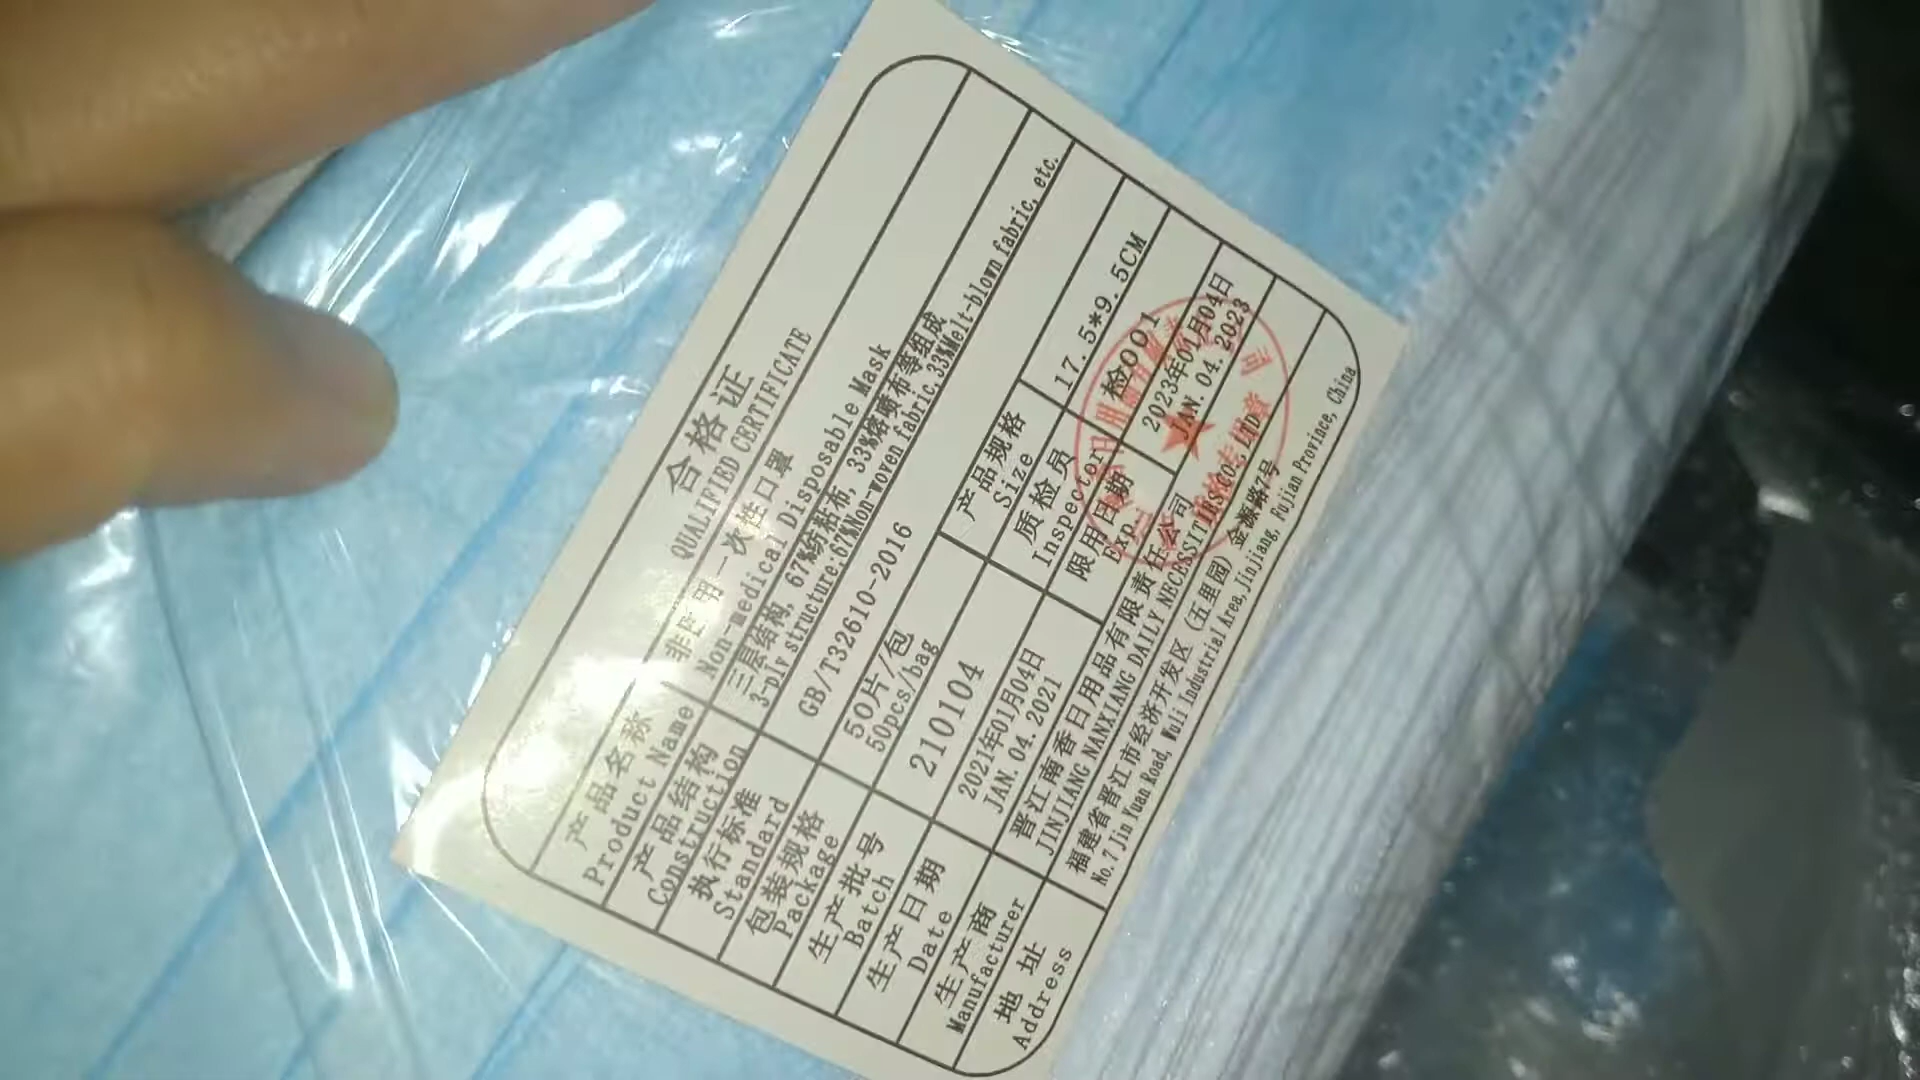 合格证
QUALIFIED CERTIFICATE
产品名称
Product Name
非医用一次性口罩
Non-medical Disposable Mask
产品结构
Construction
三层结构, 67%纺粘布, 33%熔喷布等组成
3-ply structure,67%Non-woven fabric,33%Melt-blown fabric, etc.
执行标准
Standard
GB/T32610-2016
包装规格
Package
50片/包
50pcs/bag
产品规格
Size
17.5*9.5CM
生产批号
Batch
210104
质检员
Inspector
检001
生产日期
Date
2021年01月04日
JAN. 04. 2021
限用日期
Exp.
2023年01月04日
JAN. 04. 2023
生产商
Manufacturer
晋江南香日用品有限责任公司
JINJIANG NANXIANG DAILY NECESSITIES CO., LTD
地 址
Address
福建省晋江市经济开发区 (五里园) 金源路7号
No.7 Jin Yuan Road, Wuli Industrial Area,Jinjiang, Fujian Province, China
质检专用章